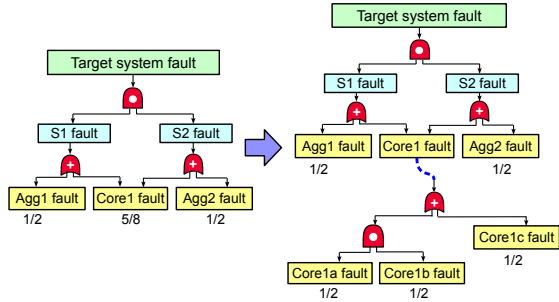 Target system fault
S1 fault
S2 fault
Agg1 fault
Core1 fault
Agg2 fault
1/2
5/8
1/2
Target system fault
S1 fault
S2 fault
Agg1 fault
Core1 fault
Agg2 fault
1/2
1/2
Core1c fault
1/2
Core1a fault
Core1b fault
1/2
1/2